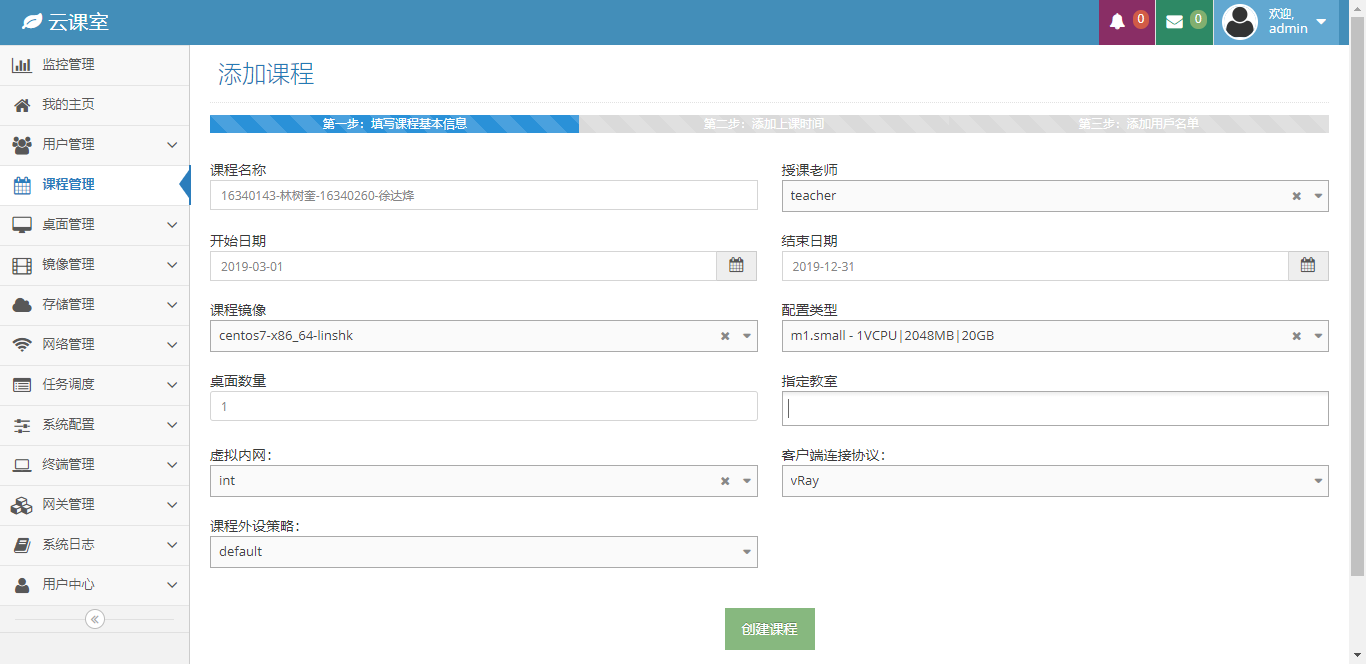 云课室
0
0
欢迎,
admin
监控管理
我的主页
用户管理
课程管理
桌面管理
镜像管理
存储管理
网络管理
任务调度
系统配置
终端管理
网关管理
系统日志
用户中心
添加课程
第一步：填写课程基本信息
第二步：添加上课时间
第三步：添加用戶名单
课程名称
16340143-林树奎-16340260-徐达烽
授课老师
teacher
开始日期
2019-03-01
结束日期
2019-12-31
课程镜像
centos7-x86_64-linshk
配置类型
m1.small - 1VCPU|2048MB|20GB
桌面数量
1
指定教室
虚拟内网：
int
客户端连接协议：
vRay
课程外设策略：
default
创建课程